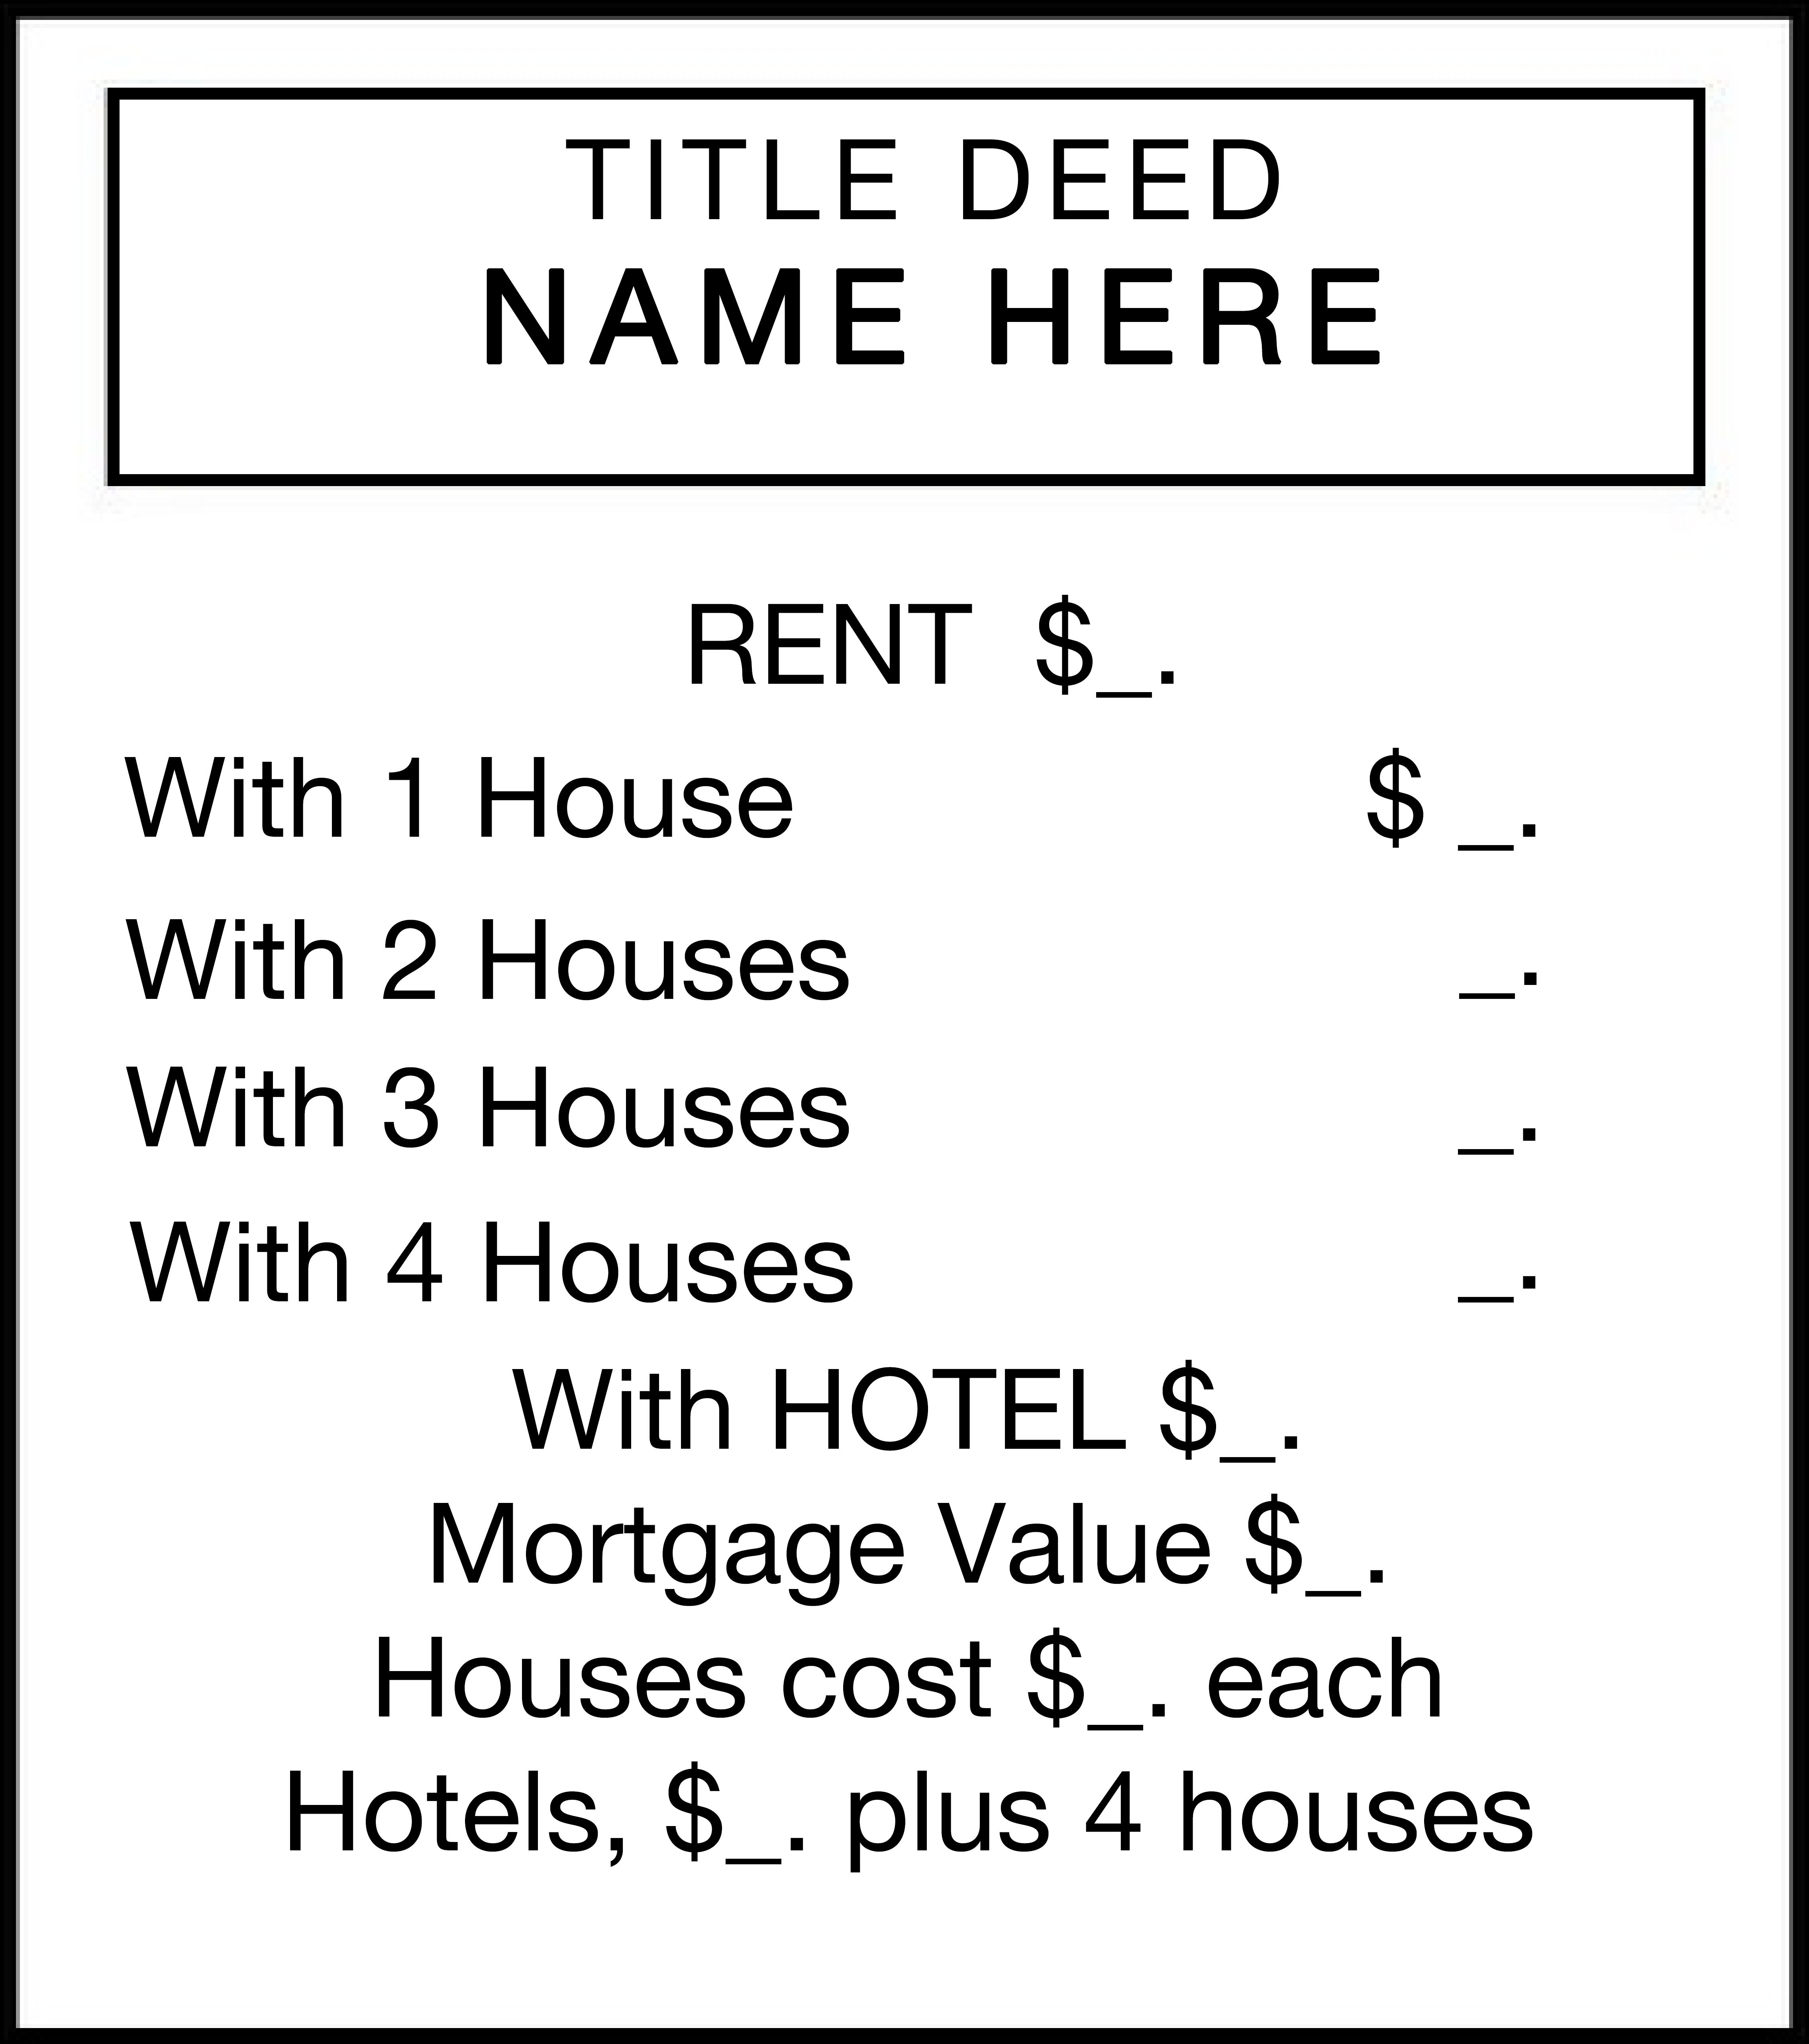 TITLE DEED
NAME HERE
RENT $_.
With 1 House $ _.
With 2 Houses _.
With 3 Houses _.
With 4 Houses _.
With HOTEL $_.
Mortgage Value $_.
Houses cost $_. each
Hotels, $_. plus 4 houses